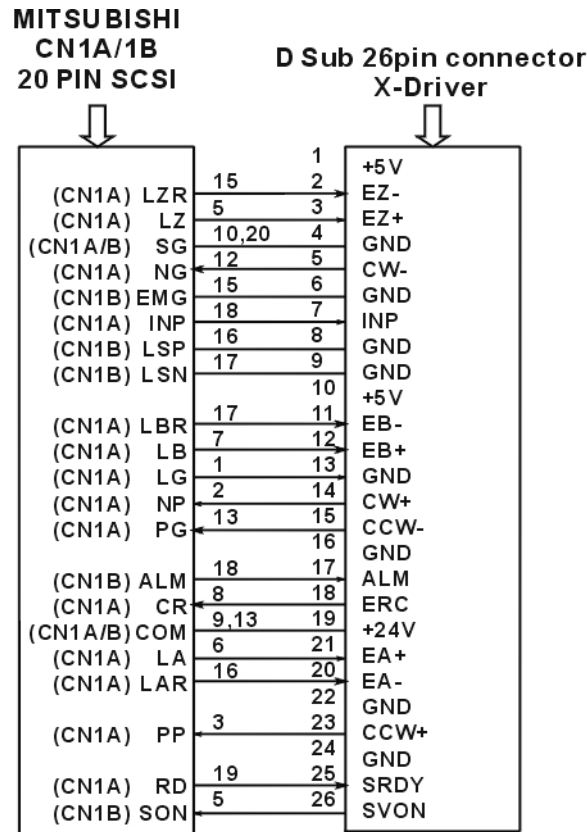 MITSUBISHI
CN1A/1B
20 PIN SCSI
D Sub 26pin connector
X-Driver
1 +5V
(CN1A) LZR 15 2 EZ-
(CN1A) LZ 5 3 EZ+
(CN1A/B) SG 10,20 4 GND
(CN1A) NG 12 5 CW-
(CN1B) EMG 15 6 GND
(CN1A) INP 18 7 INP
(CN1B) LSP 16 8 GND
(CN1B) LSN 17 9 GND
10 +5V
(CN1A) LBR 17 11 EB-
(CN1A) LB 7 12 EB+
(CN1A) LG 1 13 GND
(CN1A) NP 2 14 CW+
(CN1A) PG 13 15 CCW-
16 GND
(CN1B) ALM 18 17 ALM
(CN1A) CR 8 18 ERC
(CN1A/B) COM 9,13 19 +24V
(CN1A) LA 6 21 EA+
(CN1A) LAR 16 20 EA-
22 GND
(CN1A) PP 3 23 CCW+
24 GND
(CN1A) RD 19 25 SRDY
(CN1B) SON 5 26 SVON